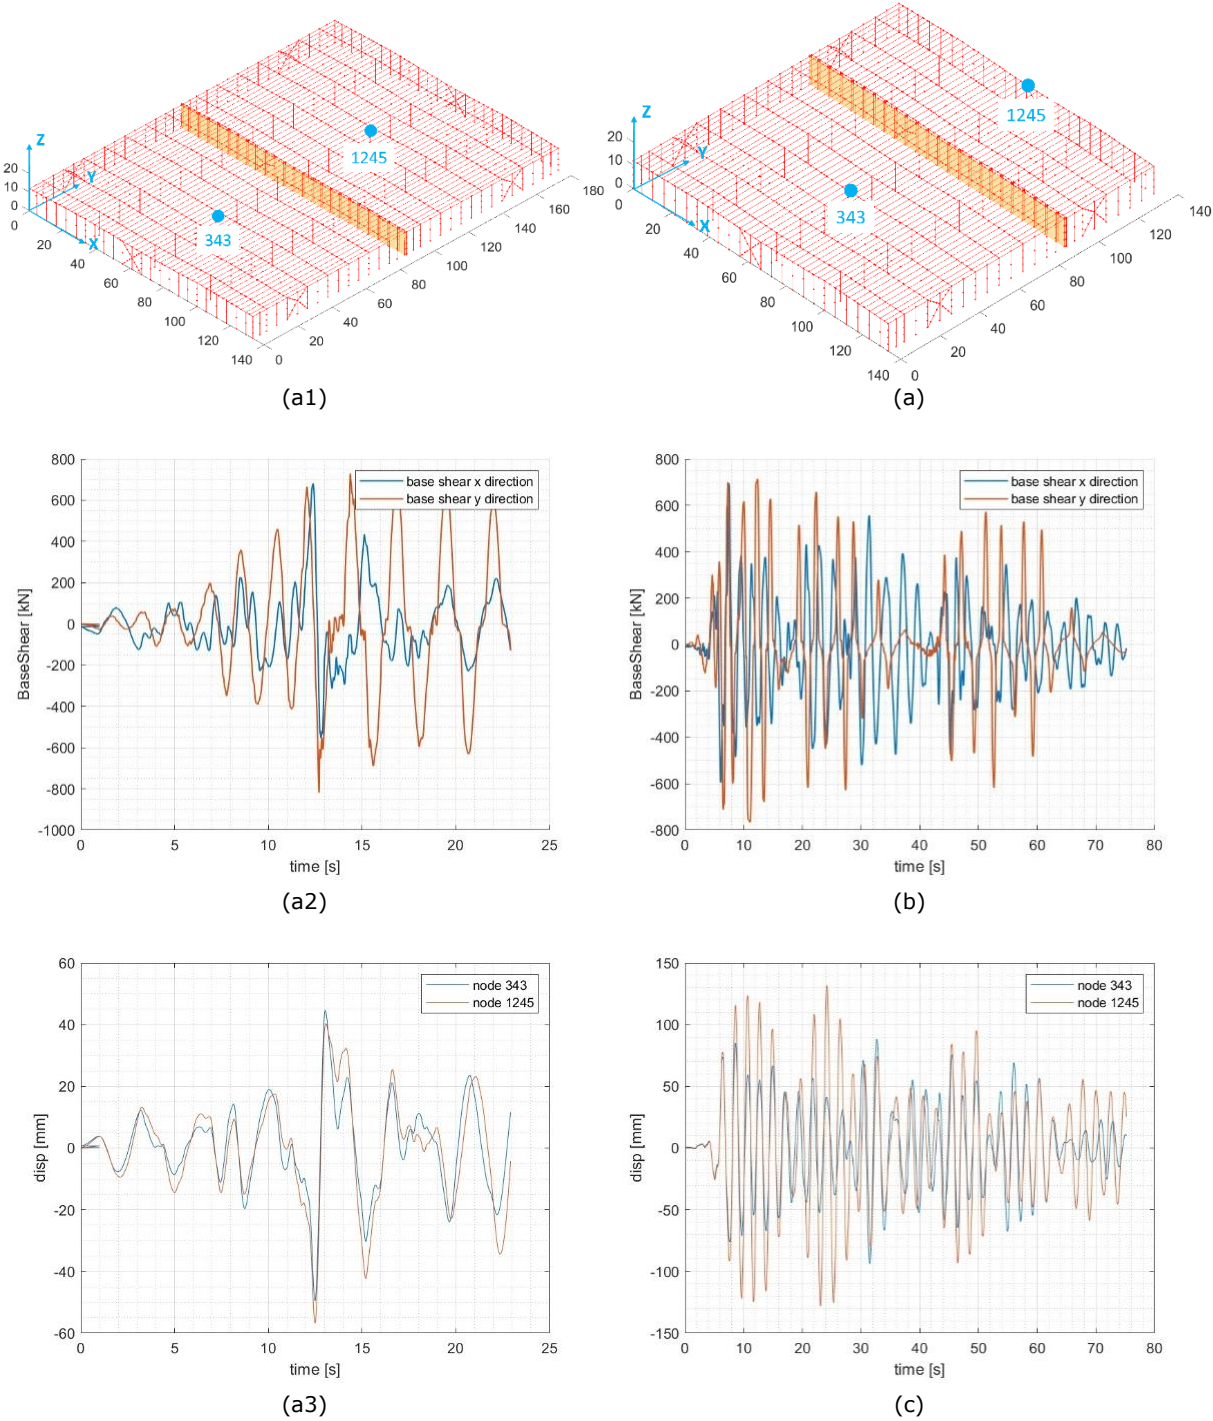 Z
20
10
0
0
20
40
60
80
100
120
140
X
Y
343
1245
0
20
40
60
80
100
120
140
160
180
(a1)
Z
20
10
0
0
20
40
60
80
100
120
140
X
Y
343
1245
0
20
40
60
80
100
120
140
(a)
800
600
400
200
0
-200
-400
-600
-800
-1000
BaseShear [kN]
base shear x direction
base shear y direction
0 5 10 15 20 25
time [s]
(a2)
800
600
400
200
0
-200
-400
-600
-800
BaseShear [kN]
base shear x direction
base shear y direction
0 10 20 30 40 50 60 70 80
time [s]
(b)
60
40
20
0
-20
-40
-60
disp [mm]
node 343
node 1245
0 5 10 15 20 25
time [s]
(a3)
150
100
50
0
-50
-100
-150
disp [mm]
node 343
node 1245
0 10 20 30 40 50 60 70 80
time [s]
(c)